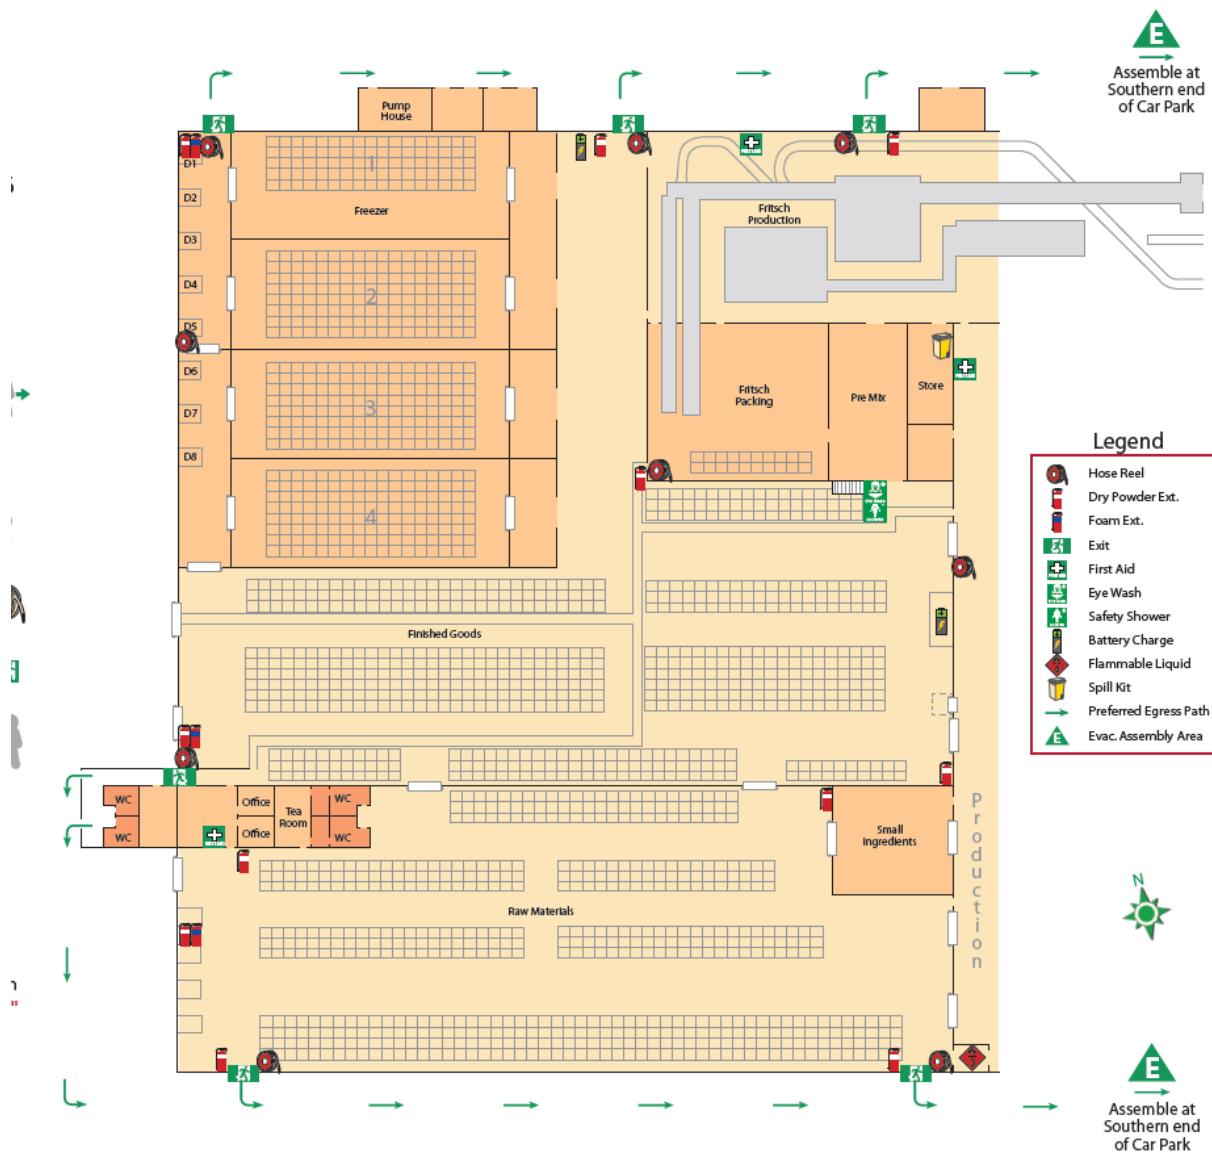 E
Assemble at
Southern end
of Car Park
Pump
House
D1
1
D2
Freezer
Fritsch
Production
D3
D4
2
D5
D6
Fritsch
Packing
Pre Mix
Store
D7
3
D8
4
Legend
Hose Reel
Dry Powder Ext.
Foam Ext.
Exit
First Aid
Eye Wash
Safety Shower
Battery Charge
Flammable Liquid
Spill Kit
Preferred Egress Path
E Evac. Assembly Area
Finished Goods
WC
Office
Tea
Room
WC
WC
Office
WC
Small
Ingredients
Production
N
Raw Materials
E
Assemble at
Southern end
of Car Park